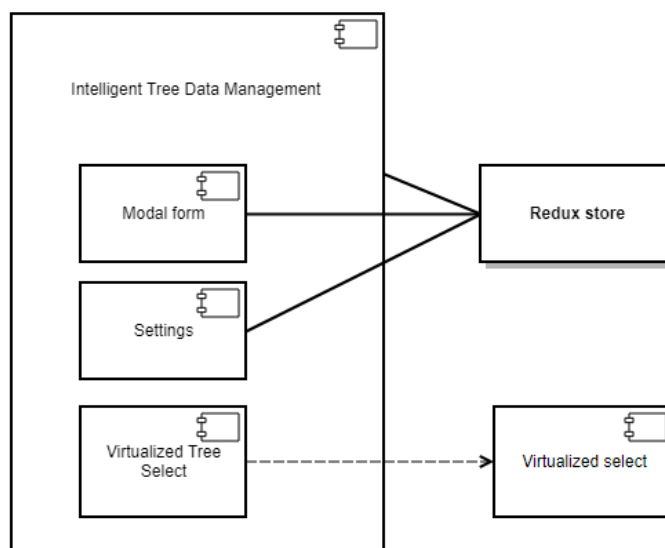 Intelligent Tree Data Management
Modal form
Redux store
Settings
Virtualized Tree
Select
Virtualized select